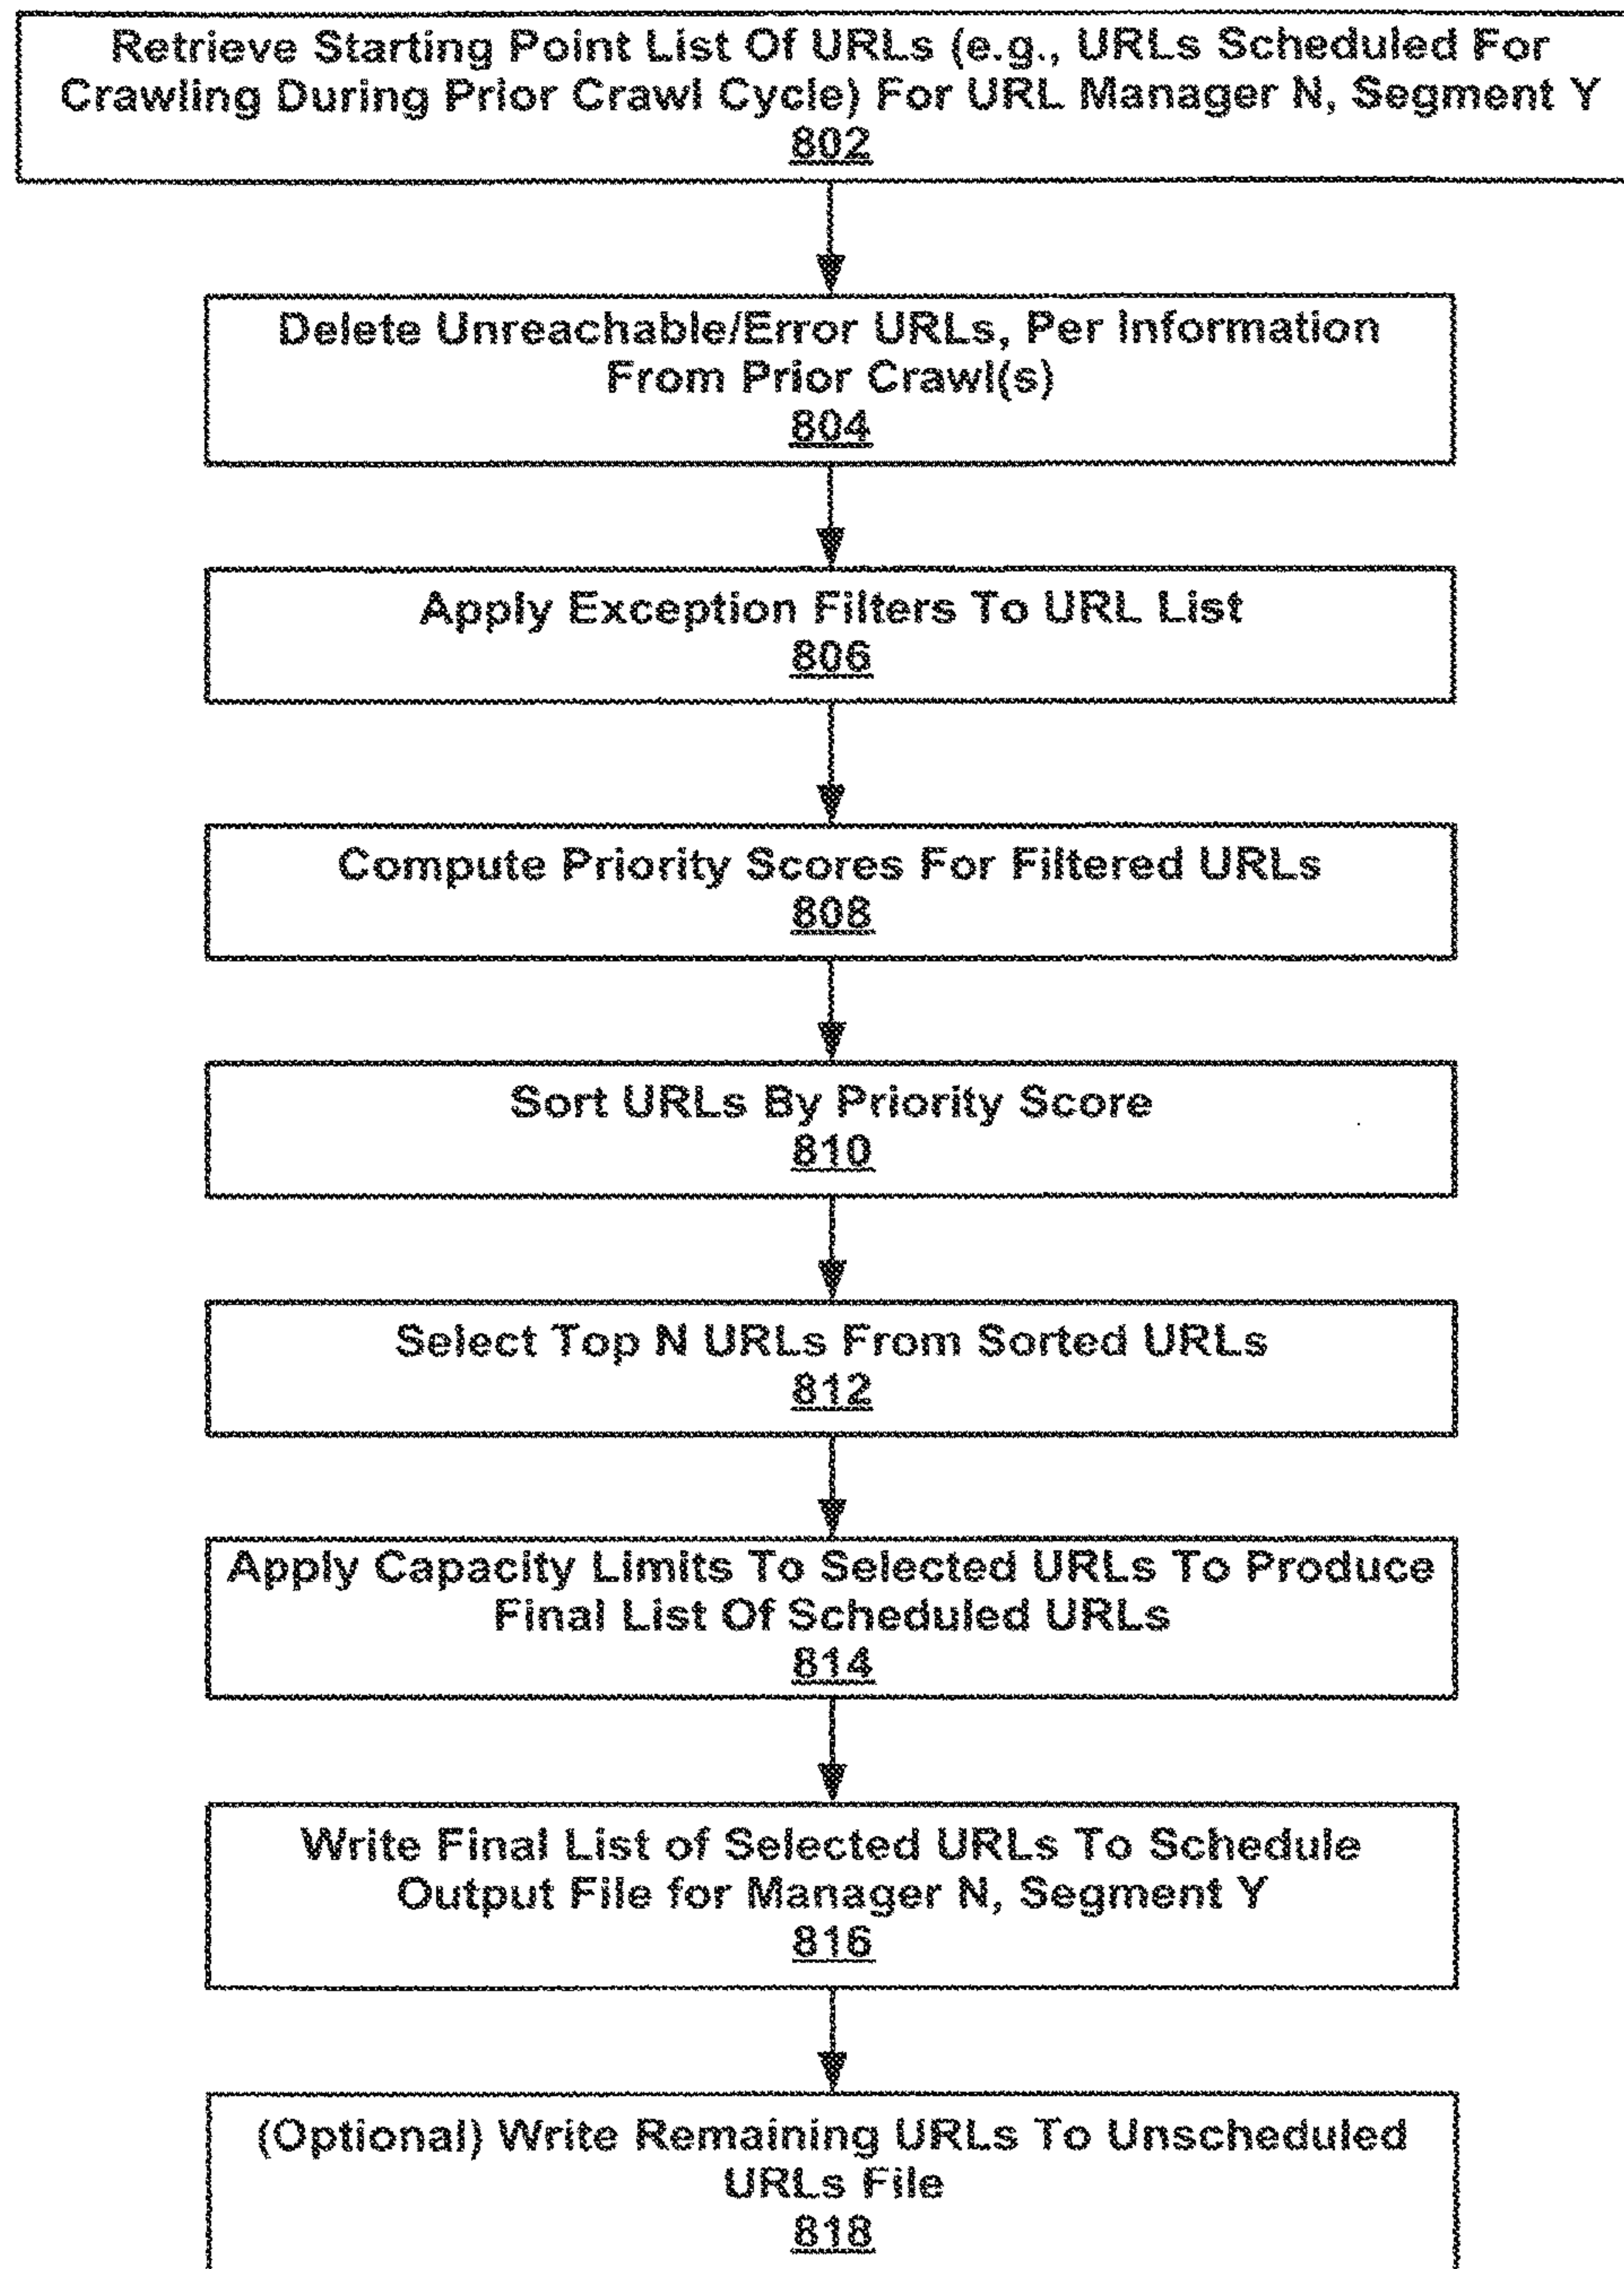 Retrieve Starting Point List Of URLs (e.g., URLs Scheduled For
Crawling During Prior Crawl Cycle) For URL Manager N, Segment Y
802
Delete Unreachable/Error URLs, Per Information
From Prior Crawl(s)
804
Apply Exception Filters To URL List
806
Compute Priority Scores For Filtered URLs
808
Sort URLs By Priority Score
810
Select Top N URLs From Sorted URLs
812
Apply Capacity Limits To Selected URLs To Produce
Final List Of Scheduled URLs
814
Write Final List of Selected URLs To Schedule
Output File for Manager N, Segment Y
816
(Optional) Write Remaining URLs To Unscheduled
URLs File
818